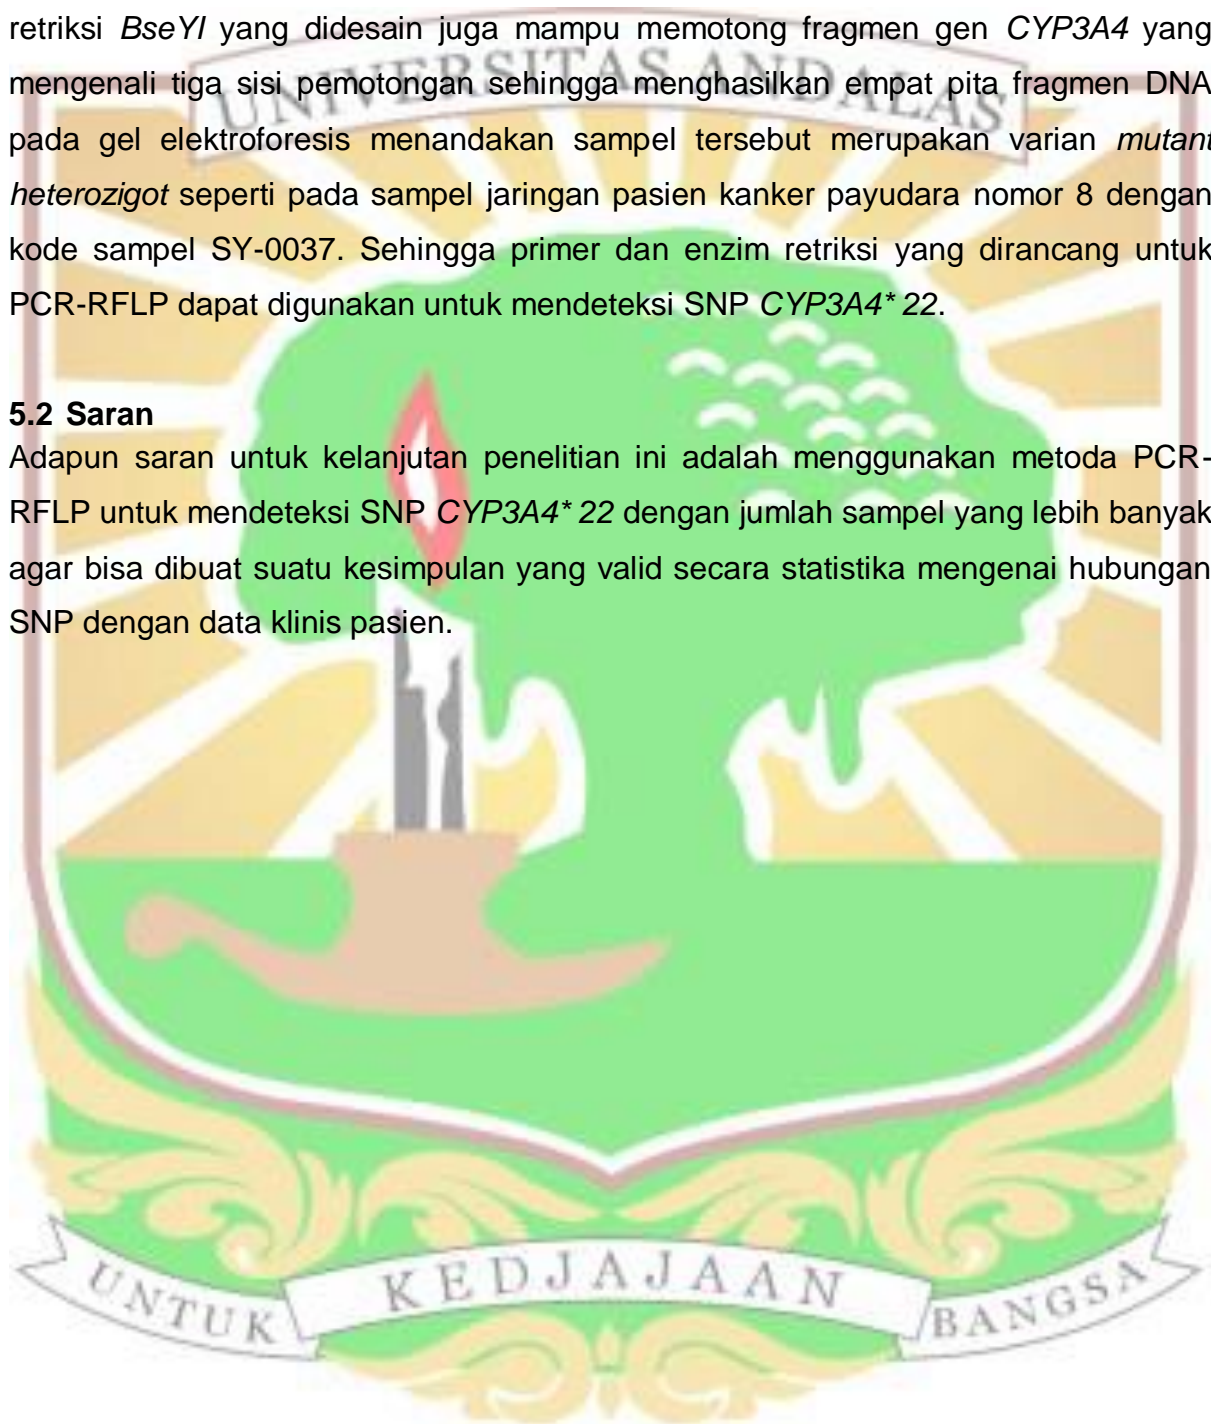 retriksi BseYI yang didesain juga mampu memotong fragmen gen CYP3A4 yang
UNIVERSITAS ANDALAS
mengenali tiga sisi pemotongan sehingga menghasilkan empat pita fragmen DNA
pada gel elektroforesis menandakan sampel tersebut merupakan varian mutant
heterozigot seperti pada sampel jaringan pasien kanker payudara nomor 8 dengan
kode sampel SY-0037. Sehingga primer dan enzim retriksi yang dirancang untuk
PCR-RFLP dapat digunakan untuk mendeteksi SNP CYP3A4* 22.
5.2 Saran
Adapun saran untuk kelanjutan penelitian ini adalah menggunakan metoda PCR-
RFLP untuk mendeteksi SNP CYP3A4* 22 dengan jumlah sampel yang lebih banyak
agar bisa dibuat suatu kesimpulan yang valid secara statistika mengenai hubungan
SNP dengan data klinis pasien.
UNTUK KEDJAJAAN BANGSA